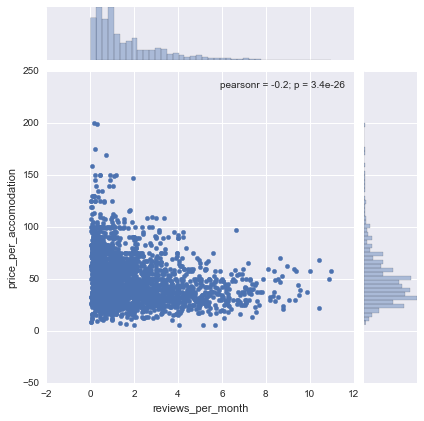 250
pearsonr = -0.2; p = 3.4e-26
200
150
100
50
0
−50
price_per_accomodation
−2 0 2 4 6 8 10 12
reviews_per_month